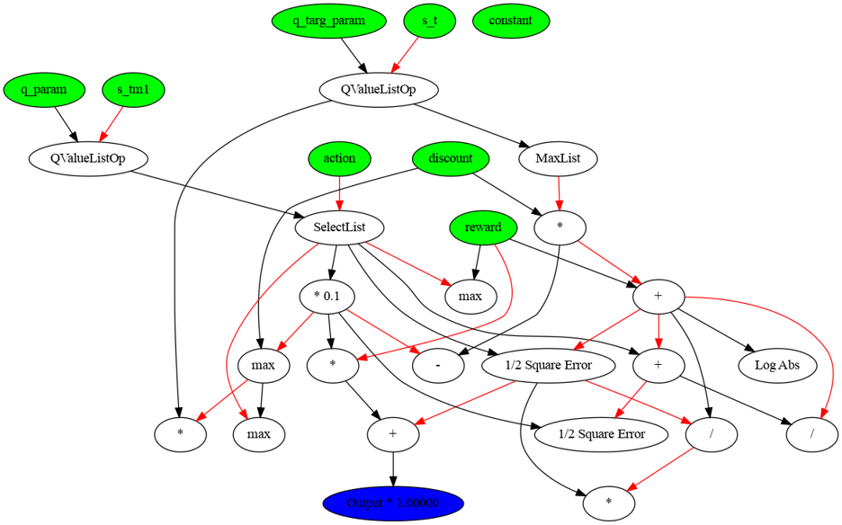 q_targ_param
s_t
constant
q_param
s_tm1
QValueListOp
QValueListOp
action
discount
MaxList
SelectList
reward
*
* 0.1
max
+
max
*
-
1/2 Square Error
+
Log Abs
*
max
+
1/2 Square Error
/
/
Output * 1.00000
*